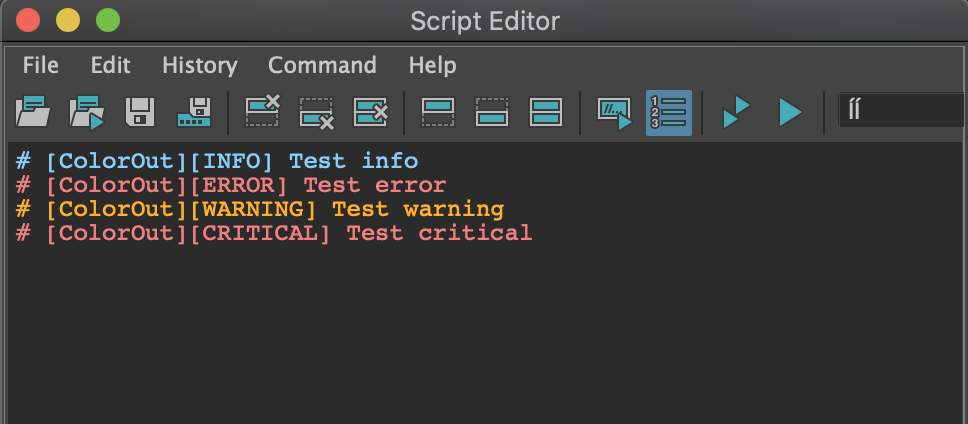 Script Editor
File Edit History Command Help
íí
# [ColorOut][INFO] Test info
# [ColorOut][ERROR] Test error
# [ColorOut][WARNING] Test warning
# [ColorOut][CRITICAL] Test critical